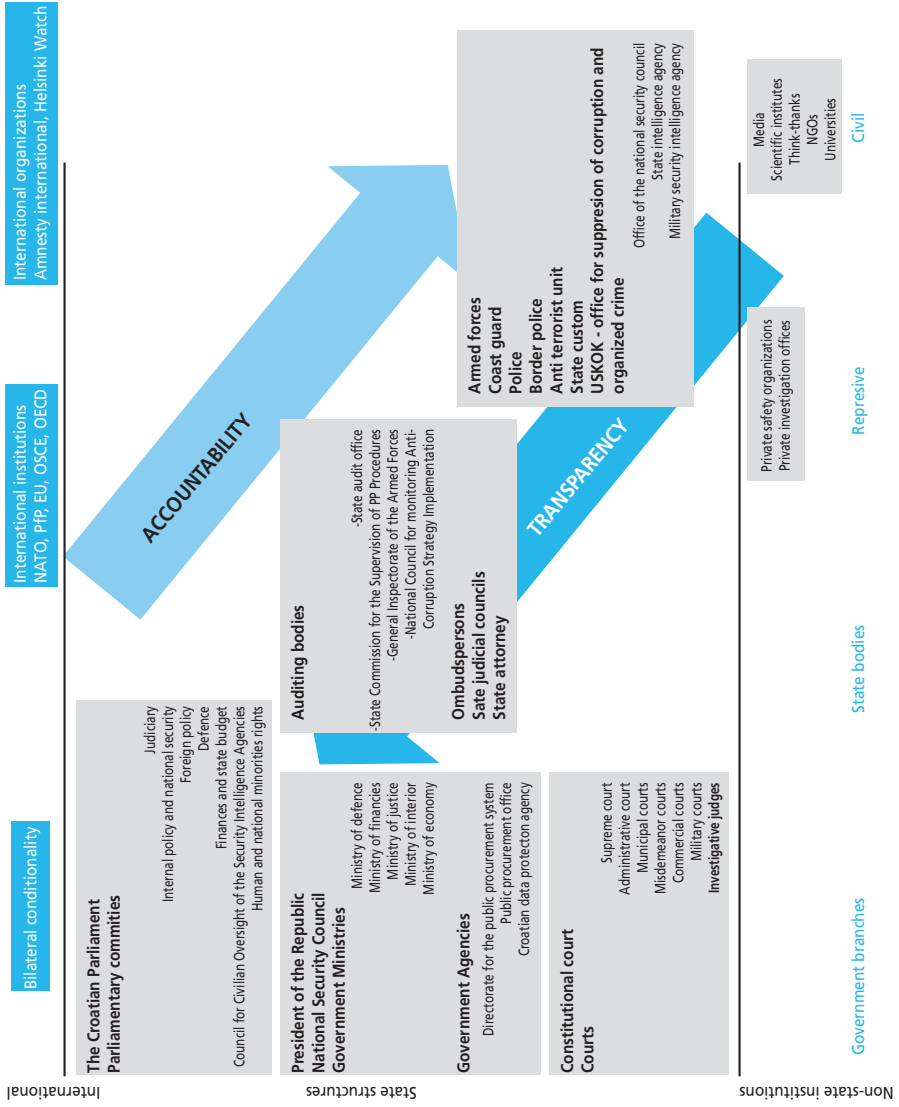 Bilateral conditionality
International institutions
NATO, PfP, EU, OSCE, OECD
International organizations
Amnesty international, Helsinki Watch
International
State structures
Non-state institutions
The Croatian Parliament
Parliamentary commities
Judiciary
Internal policy and national security
Foreign policy
Defence
Finances and state budget
Council for Civilian Oversight of the Security Intelligence Agencies
Human and national minorities rights
President of the Republic
National Security Council
Government Ministries
Ministry of defence
Ministry of financies
Ministry of justice
Ministry of interior
Ministry of economy
Government Agencies
Directorate for the public procurement system
Public procurement office
Croatian data protecton agency
Constitutional court
Courts
Supreme court
Administrative court
Municipal courts
Misdemeanor courts
Commercial courts
Military courts
Investigative judges
ACCOUNTABILITY
Auditing bodies
-State audit office
-State Commission for the Supervision of PP Procedures
-General Inspectorate of the Armed Forces
-National Council for monitoring Anti-
Corruption Strategy Implementation
Ombudspersons
Sate judicial councils
State attorney
TRANSPARENCY
Armed forces
Coast guard
Police
Border police
Anti terrorist unit
State custom
USKOK - office for suppresion of corruption and
organized crime
Office of the national security council
State intelligence agency
Military security intelligence agency
Private safety organizations
Private investigation offices
Media
Scientific institutes
Think-thanks
NGOs
Universities
Government branches
State bodies
Represive
Civil